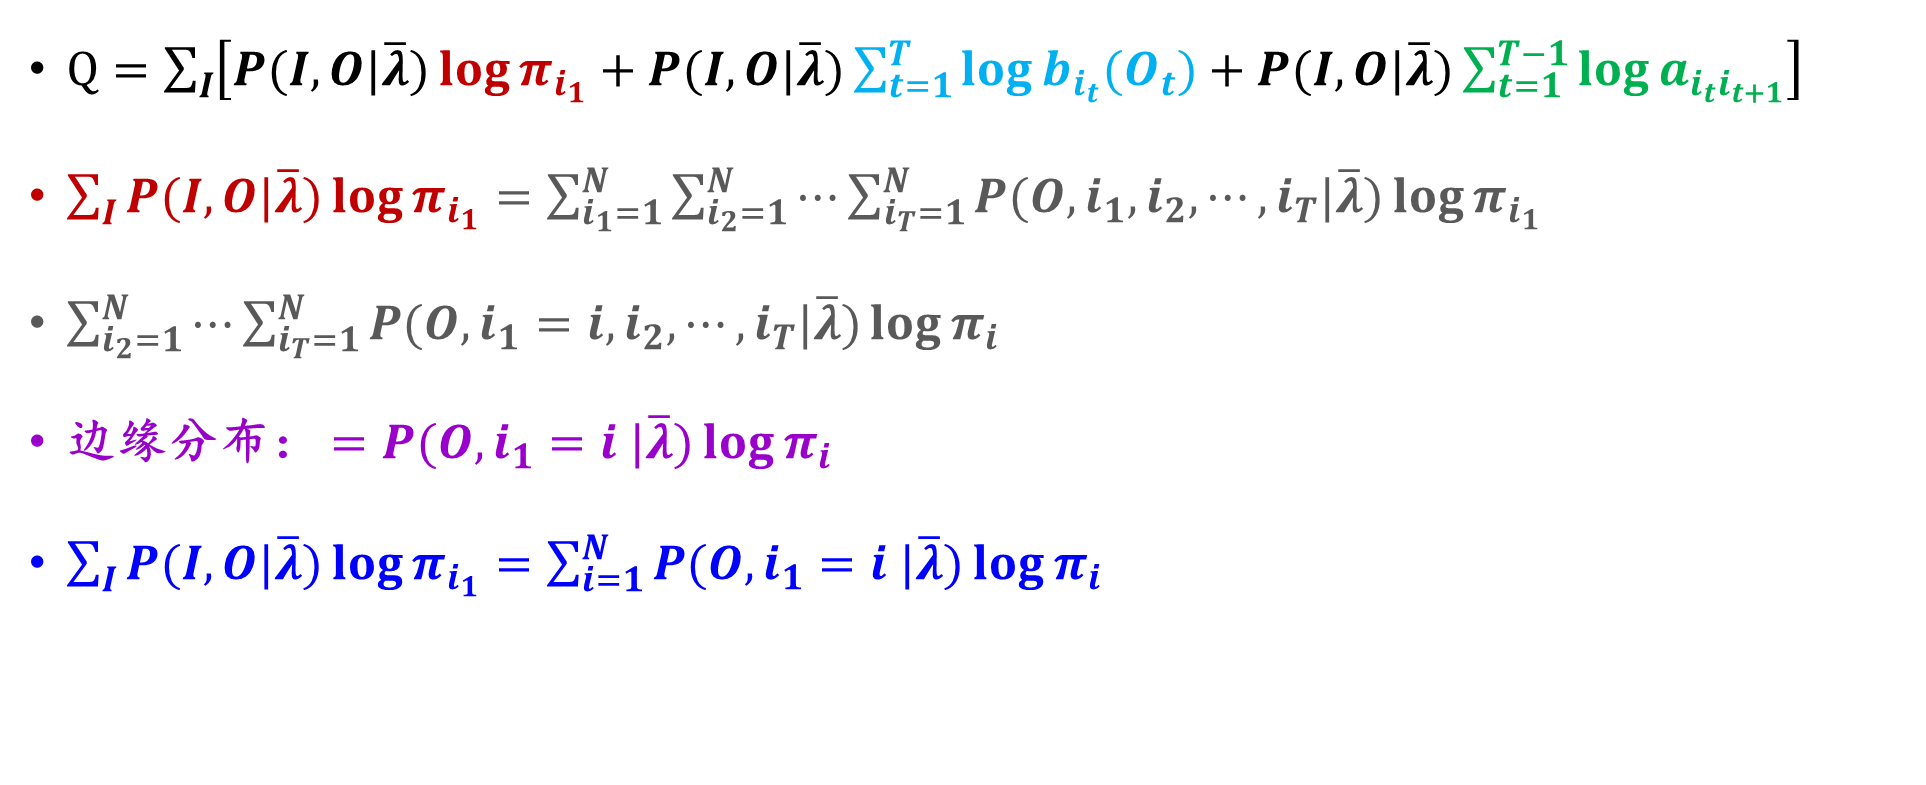 • Q = ∑_I[P(I, O|λ̄) log π_{i_1} + P(I, O|λ̄) ∑_{t=1}^{T} log b_{i_t}(O_t) + P(I, O|λ̄) ∑_{t=1}^{T−1} log a_{i_t i_{t+1}}]
• ∑_I P(I, O|λ̄) log π_{i_1} = ∑_{i_1=1}^{N} ∑_{i_2=1}^{N} ⋯ ∑_{i_T=1}^{N} P(O, i_1, i_2, ⋯, i_T|λ̄) log π_{i_1}
• ∑_{i_2=1}^{N} ⋯ ∑_{i_T=1}^{N} P(O, i_1 = i, i_2, ⋯, i_T|λ̄) log π_i
• 边缘分布： = P(O, i_1 = i |λ̄) log π_i
• ∑_I P(I, O|λ̄) log π_{i_1} = ∑_{i=1}^{N} P(O, i_1 = i |λ̄) log π_i